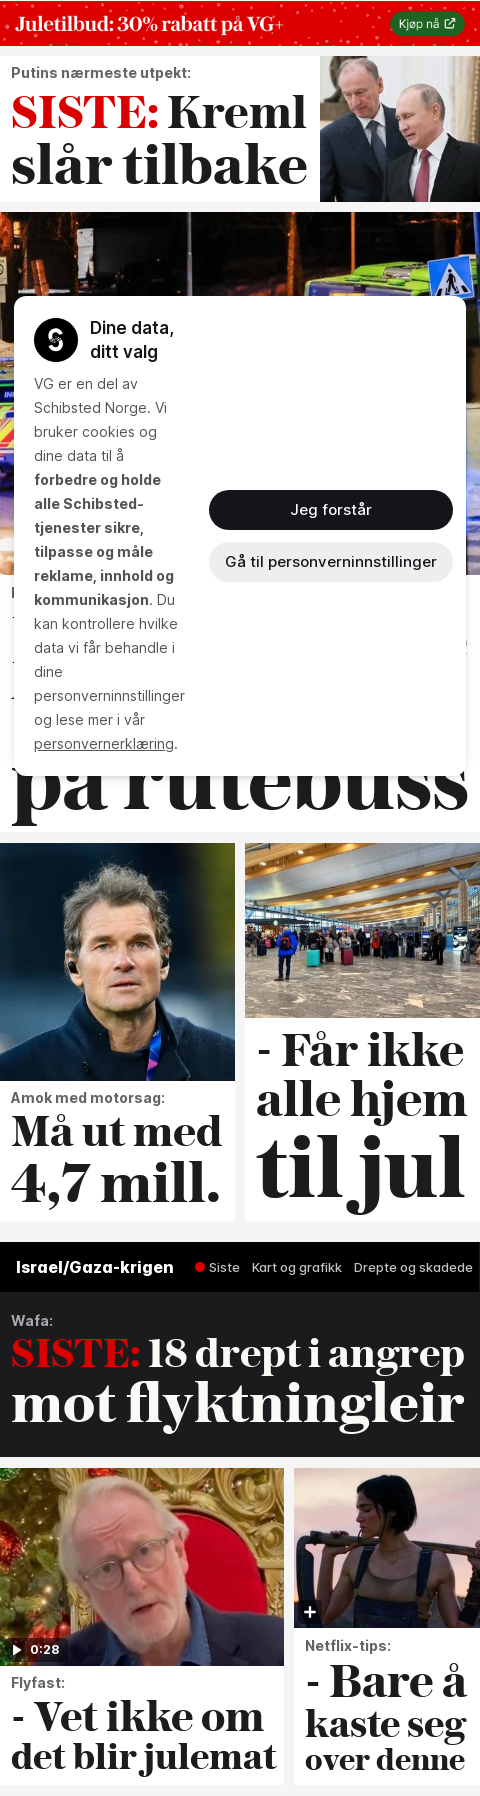 Juletilbud: 30% rabatt på VG+
Kjøp nå
Putins nærmeste utpekt:
SISTE: Kreml
slår tilbake
Dine data,
ditt valg
VG er en del av
Schibsted Norge. Vi
bruker cookies og
dine data til å
forbedre og holde
alle Schibsted-
tjenester sikre,
tilpasse og måle
reklame, innhold og
kommunikasjon. Du
kan kontrollere hvilke
data vi får behandle i
dine
personverninnstillinger
og lese mer i vår
personvernerklæring.
Jeg forstår
Gå til personverninnstillinger
på rutebuss
Amok med motorsag:
Må ut med
4,7 mill.
- Får ikke
alle hjem
til jul
Israel/Gaza-krigen
Siste Kart og grafikk Drepte og skadede
Wafa:
SISTE: 18 drept i angrep
mot flyktningleir
0:28
Flyfast:
- Vet ikke om
det blir julemat
Netflix-tips:
- Bare å
kaste seg
over denne